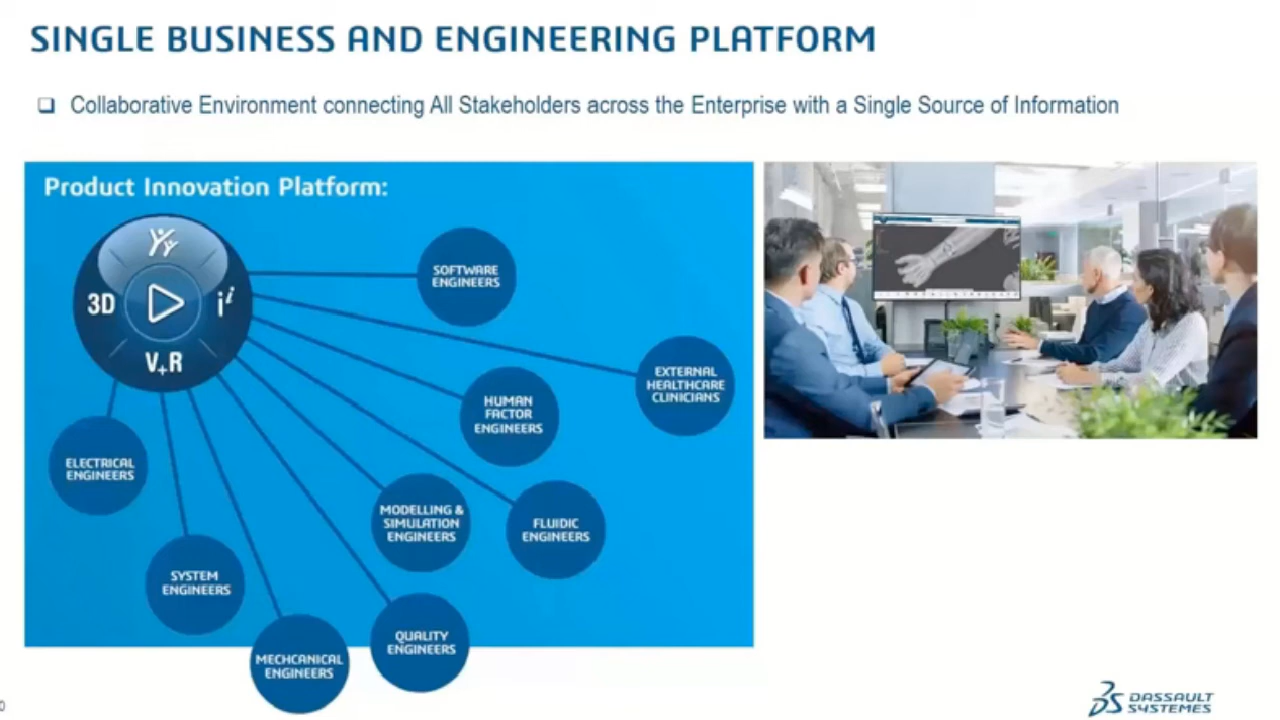 SINGLE BUSINESS AND ENGINEERING PLATFORM
❑ Collaborative Environment connecting All Stakeholders across the Enterprise with a Single Source of Information
Product Innovation Platform:
3D
i
V+R
SOFTWARE
ENGINEERS
EXTERNAL
HEALTHCARE
CLINICIANS
HUMAN
FACTOR
ENGINEERS
ELECTRICAL
ENGINEERS
MODELLING &
SIMULATION
ENGINEERS
FLUIDIC
ENGINEERS
SYSTEM
ENGINEERS
QUALITY
ENGINEERS
MECHCANICAL
ENGINEERS
0
DS DASSAULT
SYSTEMES